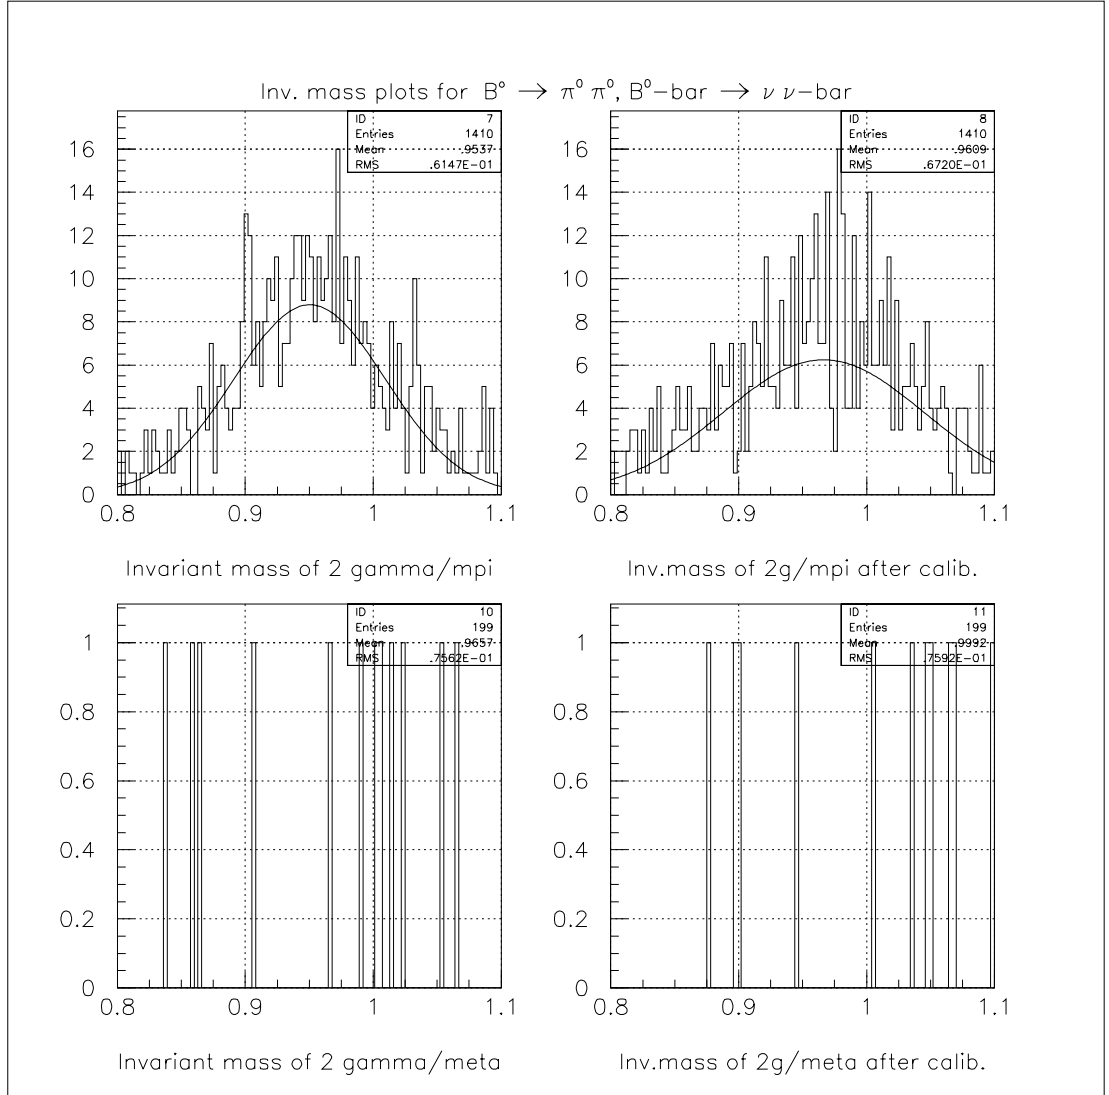 Inv. mass plots for B° → π⁰ π⁰, B⁰-bar → ν ν-bar
ID 7
Entries 1410
Mean .9537
RMS .6147E-01
16
14
12
10
8
6
4
2
0
0.8 0.9 1 1.1
Invariant mass of 2 gamma/mpi
ID 8
Entries 1410
Mean .9609
RMS .6720E-01
16
14
12
10
8
6
4
2
0
0.8 0.9 1 1.1
Inv.mass of 2g/mpi after calib.
ID 10
Entries 199
Mean .9657
RMS .7562E-01
1
0.8
0.6
0.4
0.2
0
0.8 0.9 1 1.1
Invariant mass of 2 gamma/meta
ID 11
Entries 199
Mean .9992
RMS .7592E-01
1
0.8
0.6
0.4
0.2
0
0.8 0.9 1 1.1
Inv.mass of 2g/meta after calib.